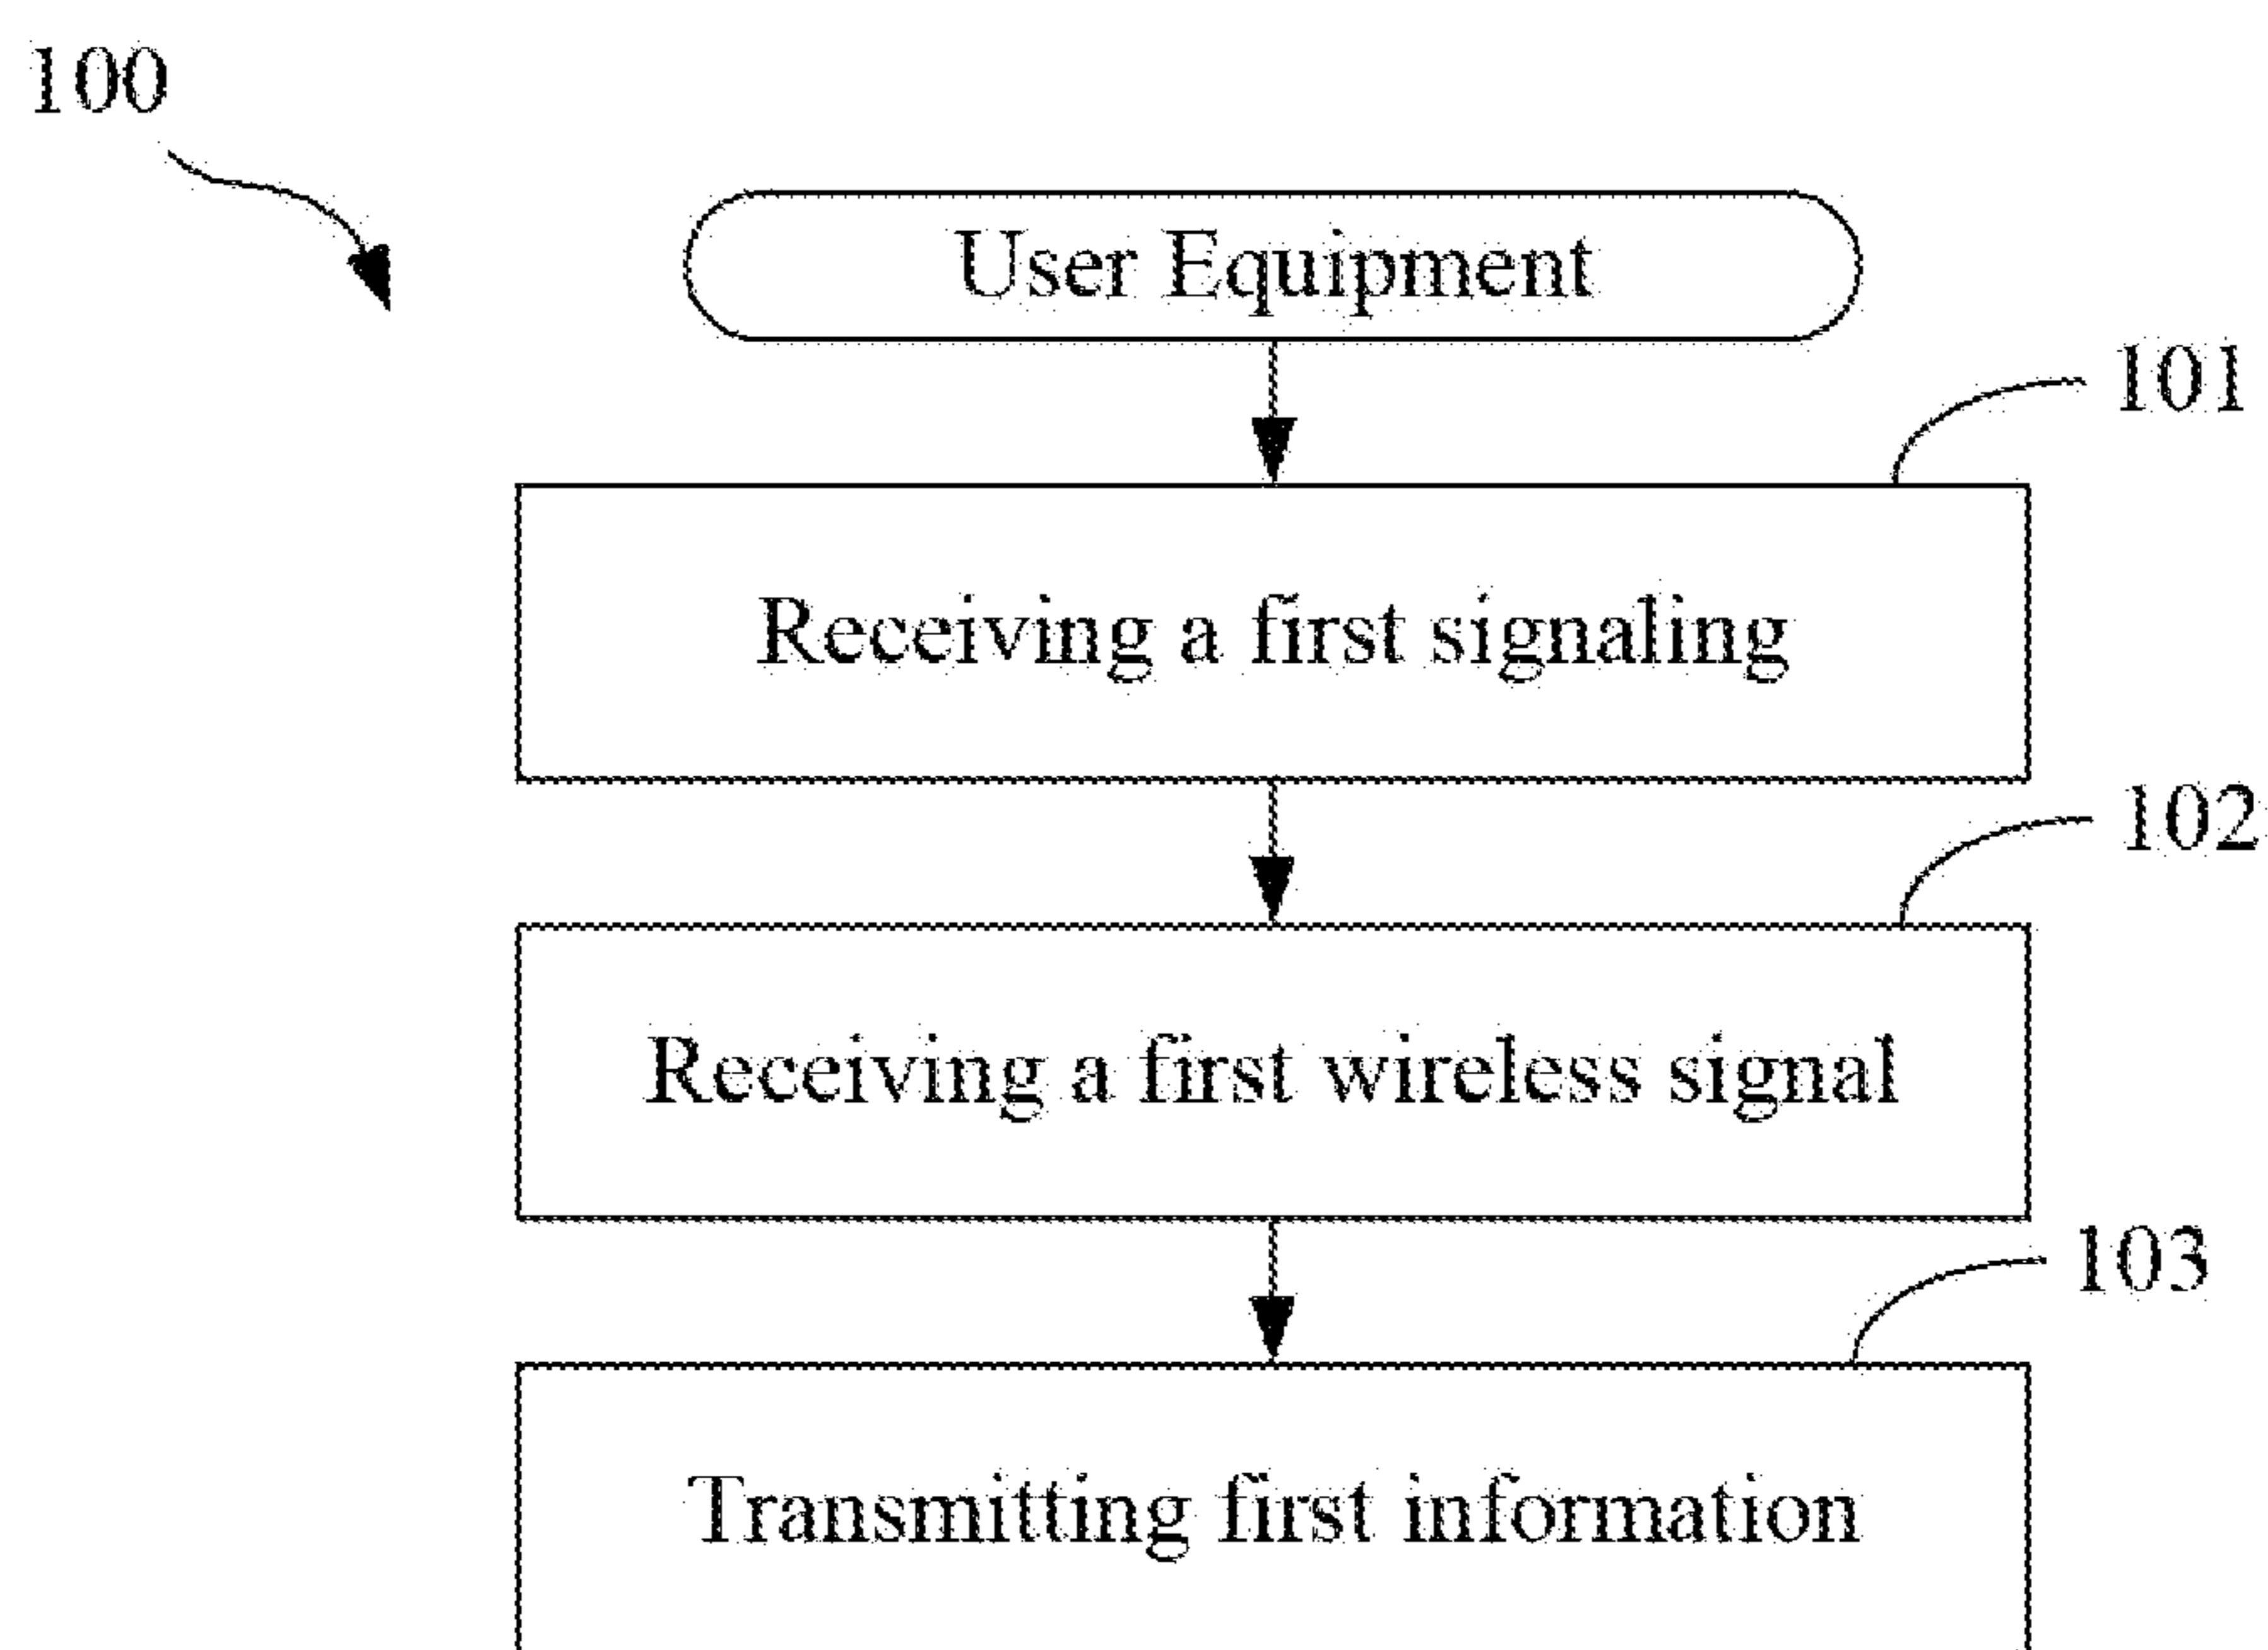 100
User Equipment
101
Receiving a first signaling
102
Receiving a first wireless signal
103
Transmitting first information